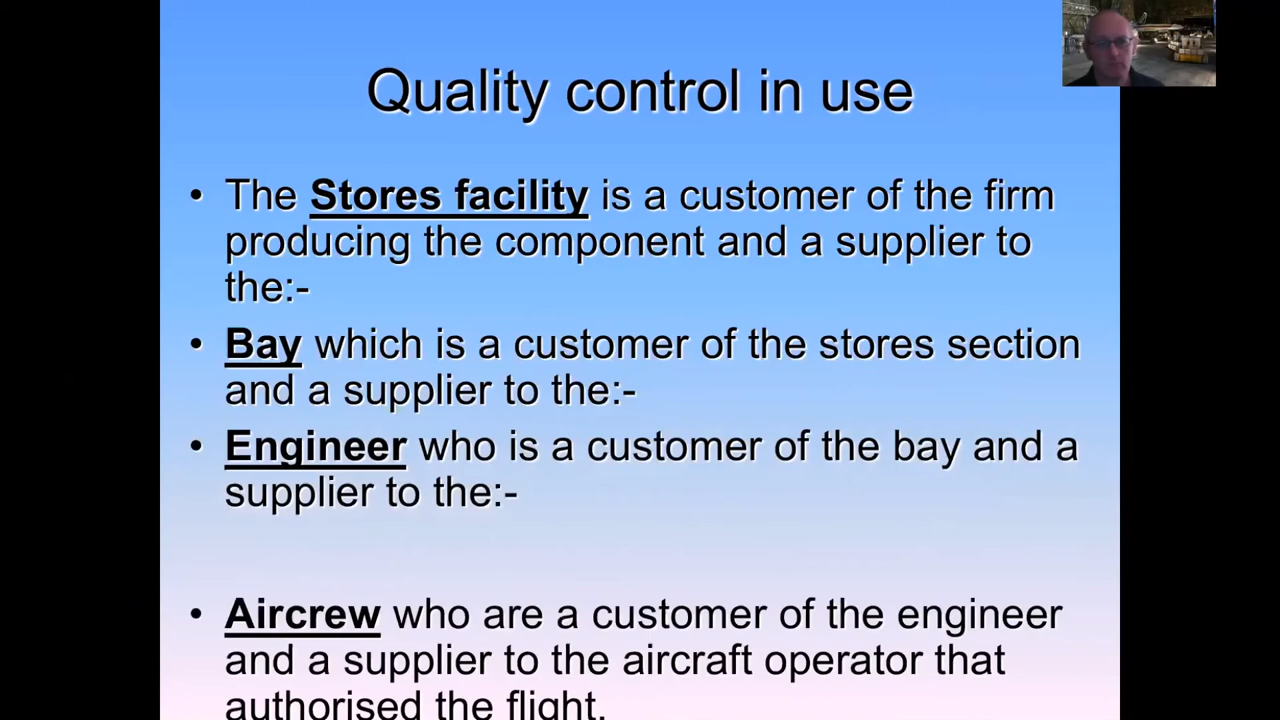 Quality control in use
• The Stores facility is a customer of the firm
producing the component and a supplier to
the:-
• Bay which is a customer of the stores section
and a supplier to the:-
• Engineer who is a customer of the bay and a
supplier to the:-
• Aircrew who are a customer of the engineer
and a supplier to the aircraft operator that
authorised the flight.